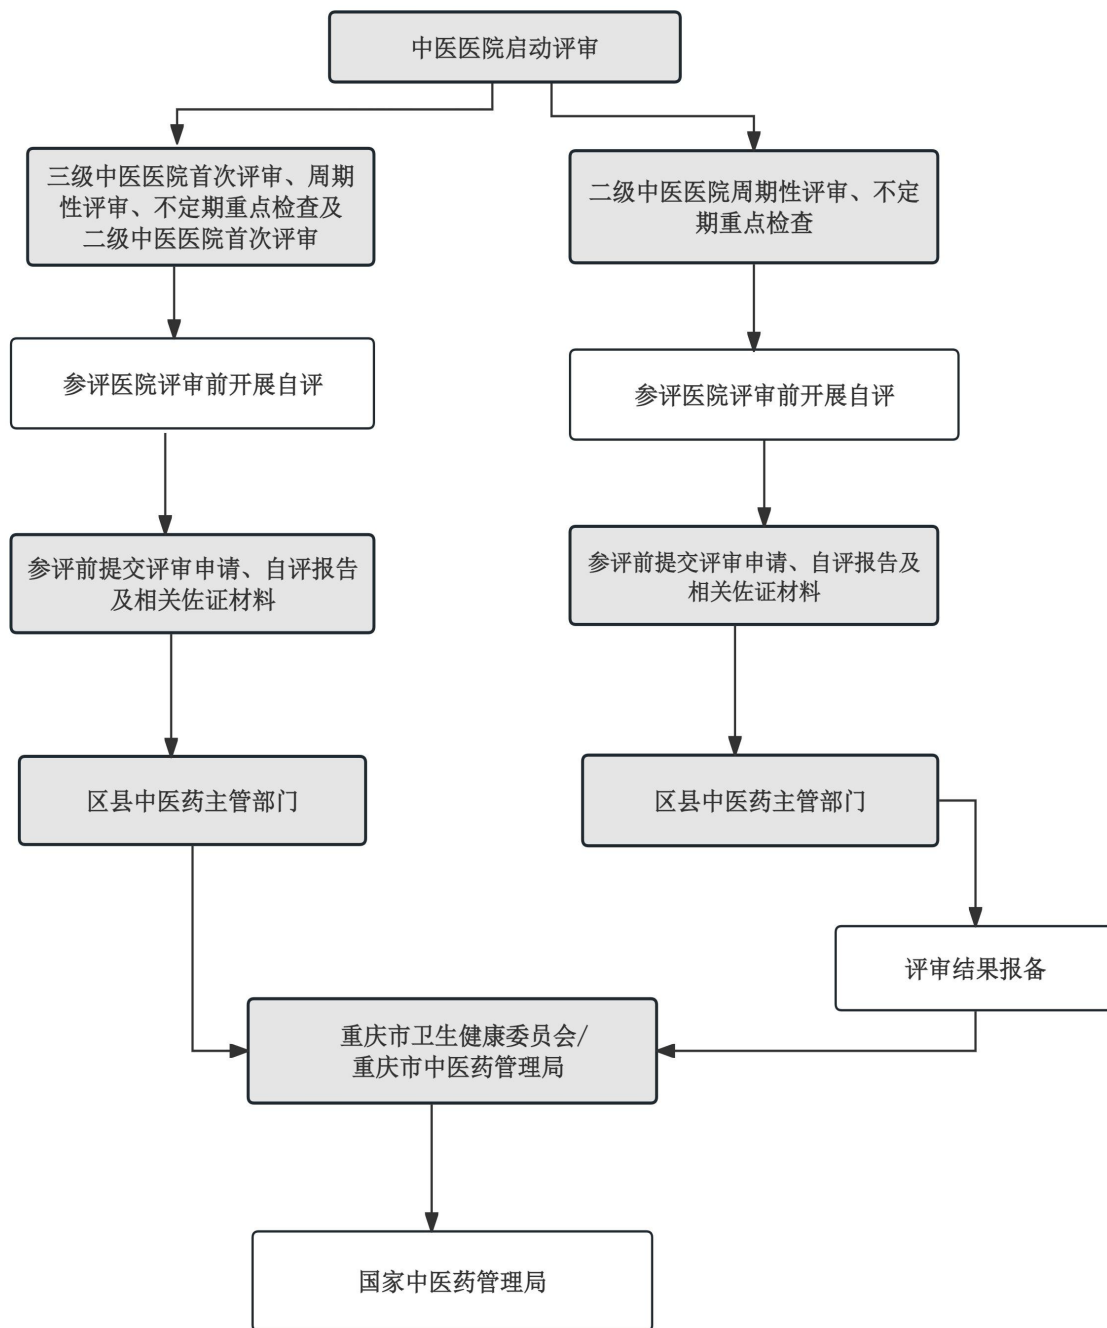 中医医院启动评审
三级中医医院首次评审、周期
性评审、不定期重点检查及
二级中医医院首次评审
参评医院评审前开展自评
参评前提交评审申请、自评报告
及相关佐证材料
区县中医药主管部门
二级中医医院周期性评审、不定
期重点检查
参评医院评审前开展自评
参评前提交评审申请、自评报告及
相关佐证材料
区县中医药主管部门
评审结果报备
重庆市卫生健康委员会/
重庆市中医药管理局
国家中医药管理局